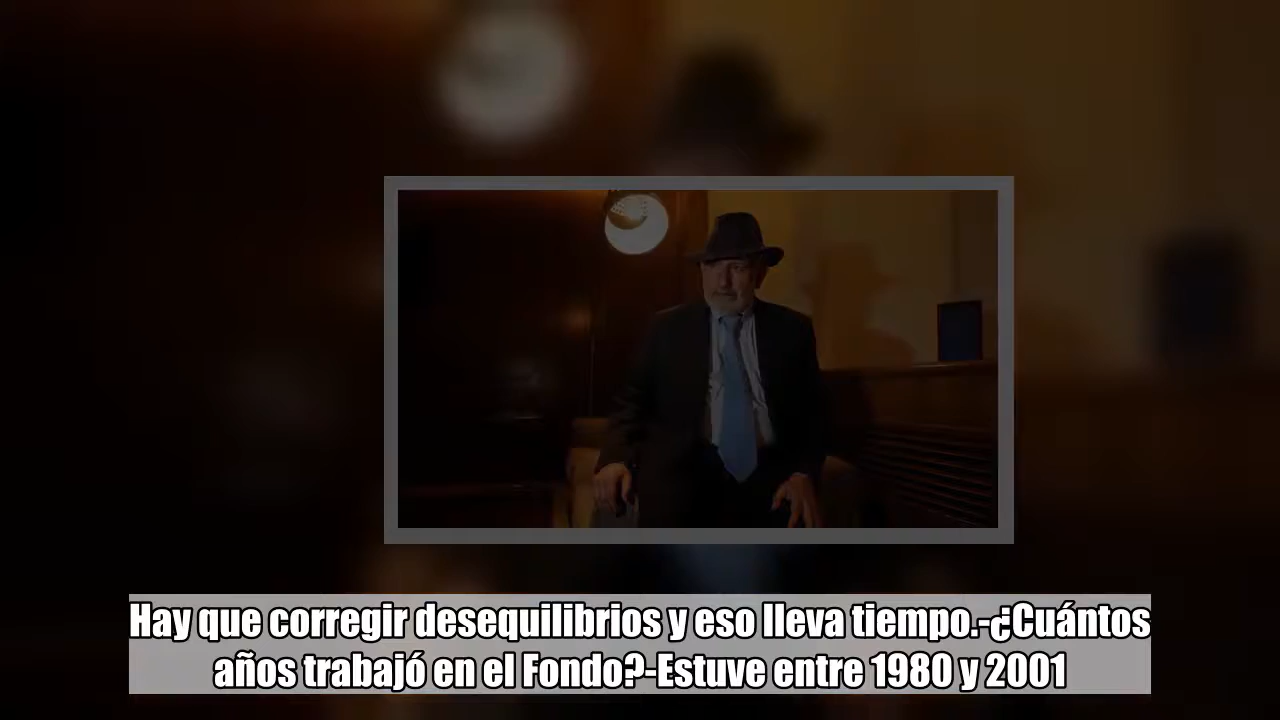 Hay que corregir desequilibrios y eso lleva tiempo.-¿Cuántos
años trabajó en el Fondo?-Estuve entre 1980 y 2001